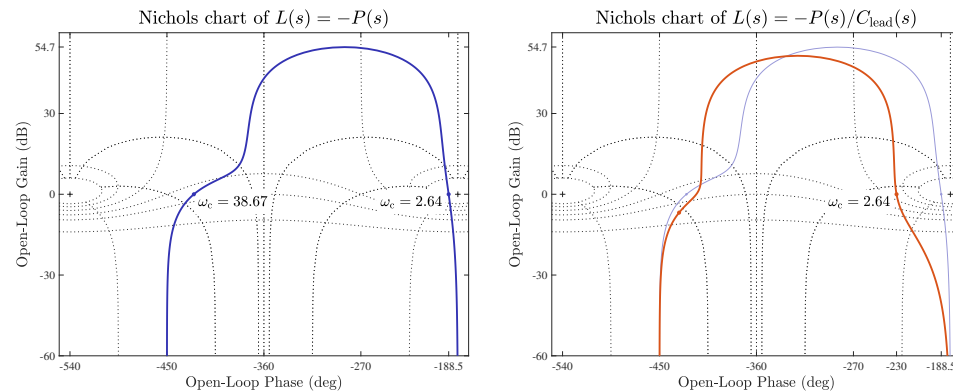 Nichols chart of L(s) = −P(s)
54.7
30
0
-30
-60
Open-Loop Gain (dB)
ω_c = 38.67
ω_c = 2.64
-540
-450
-360
-270
-188.5
Open-Loop Phase (deg)
Nichols chart of L(s) = −P(s)/C_lead(s)
54.7
30
0
-30
-60
Open-Loop Gain (dB)
ω_c = 2.64
-540
-450
-360
-270
-230
-188.5
Open-Loop Phase (deg)